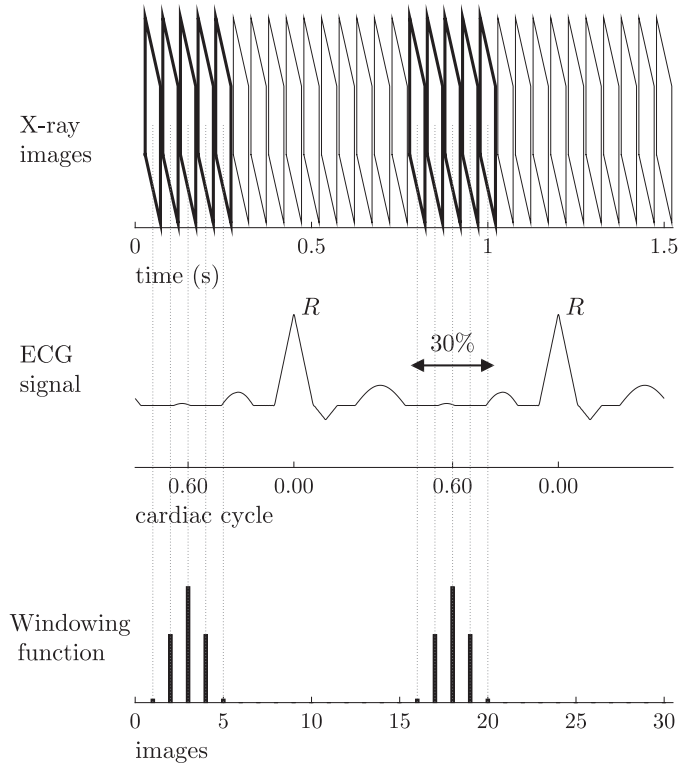 X-ray
images
0 0.5 1 1.5
time (s)
R R
30%
ECG
signal
0.60 0.00 0.60 0.00
cardiac cycle
Windowing
function
0 5 10 15 20 25 30
images